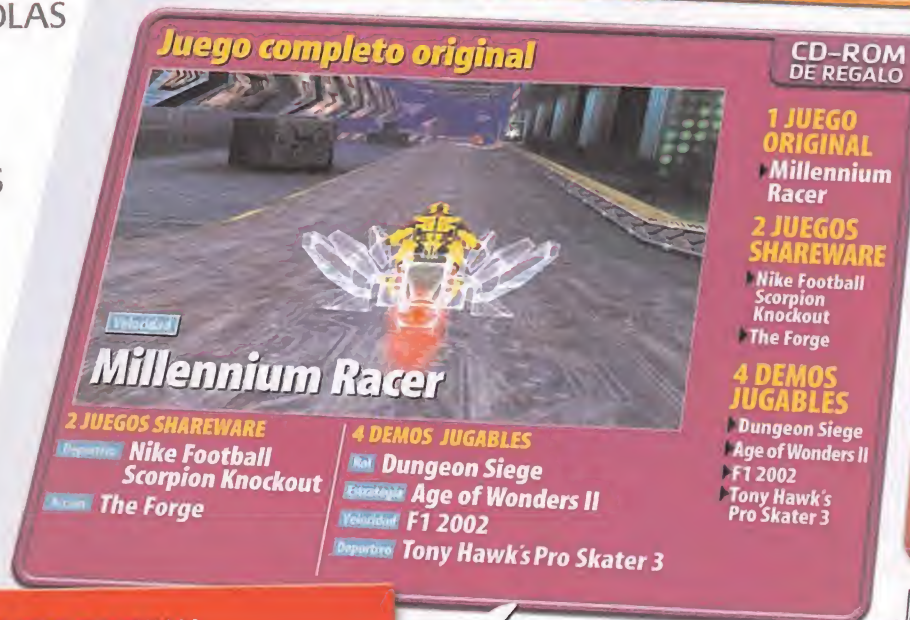 OLAS
S
Juego completo original
Velocidad
Millennium Racer
2 JUEGOS SHAREWARE
Deportivo Nike Football
Scorpion Knockout
Accion The Forge
4 DEMOS JUGABLES
Rol Dungeon Siege
Estrategia Age of Wonders II
Velocidad F1 2002
Deportivo Tony Hawk's Pro Skater 3
CD-ROM
DE REGALO
1 JUEGO
ORIGINAL
Millennium
Racer
2 JUEGOS
SHAREWARE
Nike Football
Scorpion
Knockout
The Forge
4 DEMOS
JUGABLES
Dungeon Siege
Age of Wonders II
F1 2002
Tony Hawk's
Pro Skater 3